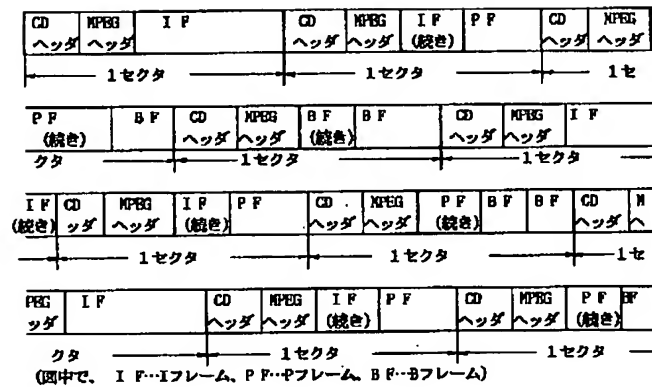 CD MPEG I F CD MPEG I F P F CD MPEG
ヘッダ ヘッダ ヘッダ ヘッダ (続き) ヘッダ ヘッダ
1セクタ 1セクタ 1セ
P F B F CD MPEG B F B F CD MPEG I F
(続き) ヘッダ ヘッダ (続き) ヘッダ ヘッダ
クタ 1セクタ 1セクタ
I F CD MPEG I F P F CD MPEG P F B F B F CD M
(続き) ッダ ヘッダ (続き) ヘッダ ヘッダ (続き) ヘッダ ヘ
1セクタ 1セクタ 1セ
PEG I F CD MPEG I F P F CD MPEG P F BF
ッダ ヘッダ ヘッダ (続き) ヘッダ ヘッダ (続き)
クタ 1セクタ 1セクタ
(図中で、 I F…Iフレーム、P F…Pフレーム、B F…Bフレーム)